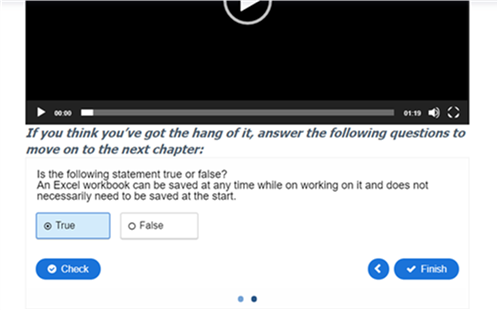 00:00
01:19
If you think you've got the hang of it, answer the following questions to
move on to the next chapter:
Is the following statement true or false?
An Excel workbook can be saved at any time while on working on it and does not
necessarily need to be saved at the start.
True
False
Check
Finish